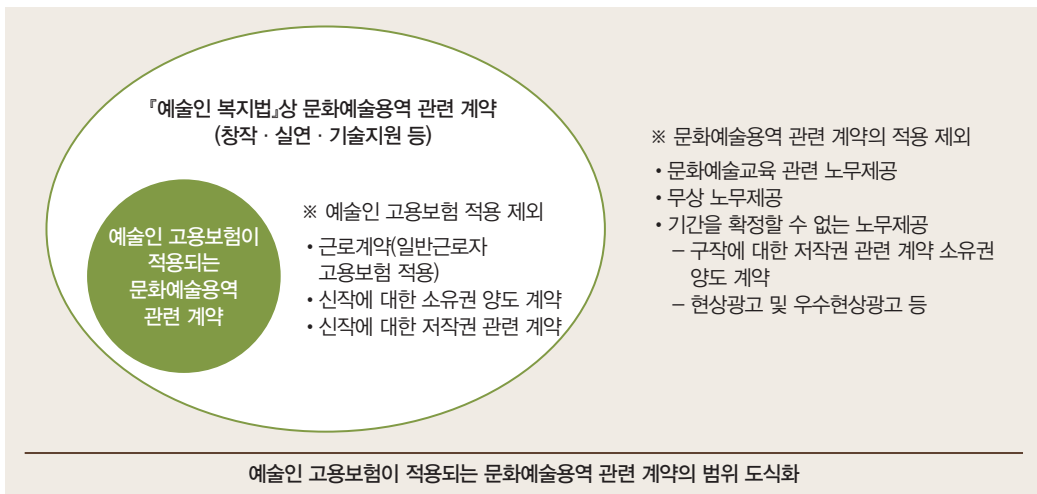 『예술인 복지법』상 문화예술용역 관련 계약
(창작 · 실연 · 기술지원 등)
예술인 고용보험이
적용되는
문화예술용역
관련 계약
※ 예술인 고용보험 적용 제외
• 근로계약(일반근로자
고용보험 적용)
• 신작에 대한 소유권 양도 계약
• 신작에 대한 저작권 관련 계약
※ 문화예술용역 관련 계약의 적용 제외
• 문화예술교육 관련 노무제공
• 무상 노무제공
• 기간을 확정할 수 없는 노무제공
– 구작에 대한 저작권 관련 계약 소유권
양도 계약
– 현상광고 및 우수현상광고 등
예술인 고용보험이 적용되는 문화예술용역 관련 계약의 범위 도식화